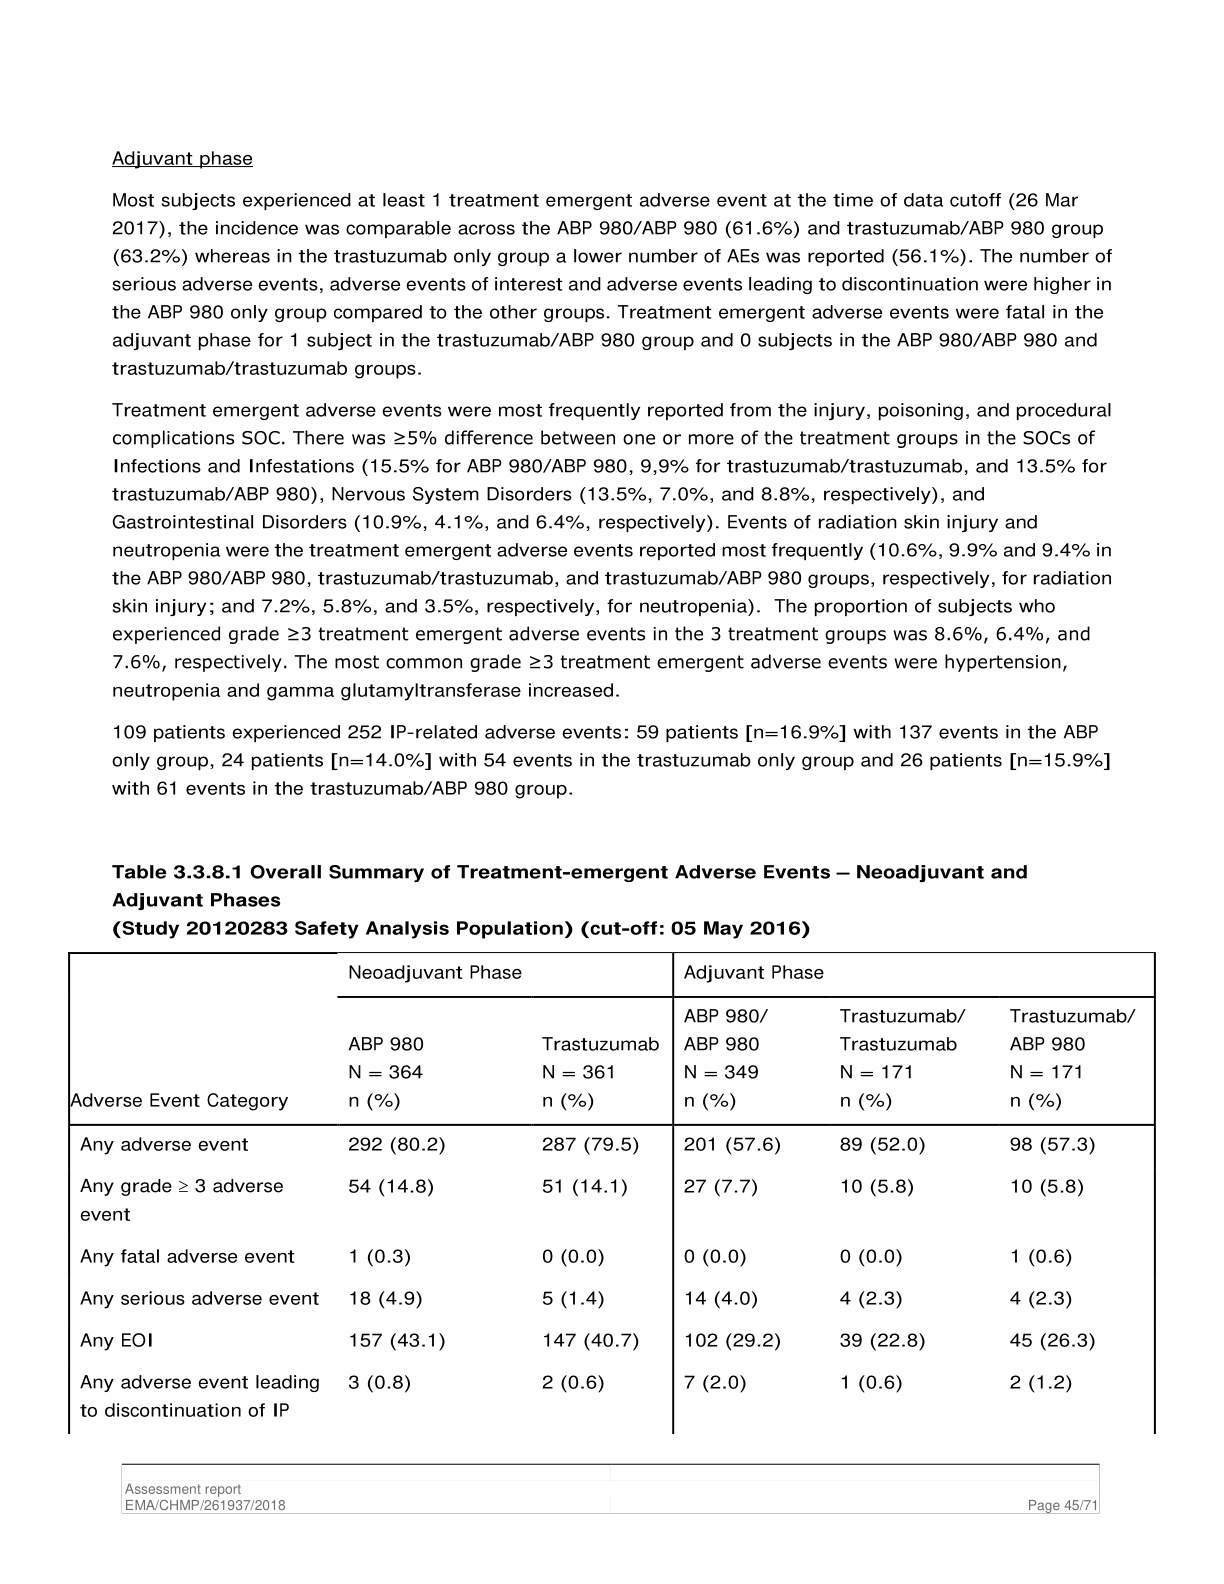 Adjuvant phase
Most subjects experienced at least 1 treatment emergent adverse event at the time of data cutoff (26 Mar
2017), the incidence was comparable across the ABP 980/ABP 980 (61.6%) and trastuzumab/ABP 980 group
(63.2%) whereas in the trastuzumab only group a lower number of AEs was reported (56.1%). The number of
serious adverse events, adverse events of interest and adverse events leading to discontinuation were higher in
the ABP 980 only group compared to the other groups. Treatment emergent adverse events were fatal in the
adjuvant phase for 1 subject in the trastuzumab/ABP 980 group and 0 subjects in the ABP 980/ABP 980 and
trastuzumab/trastuzumab groups.
Treatment emergent adverse events were most frequently reported from the injury, poisoning, and procedural
complications SOC. There was ≥5% difference between one or more of the treatment groups in the SOCs of
Infections and Infestations (15.5% for ABP 980/ABP 980, 9,9% for trastuzumab/trastuzumab, and 13.5% for
trastuzumab/ABP 980), Nervous System Disorders (13.5%, 7.0%, and 8.8%, respectively), and
Gastrointestinal Disorders (10.9%, 4.1%, and 6.4%, respectively). Events of radiation skin injury and
neutropenia were the treatment emergent adverse events reported most frequently (10.6%, 9.9% and 9.4% in
the ABP 980/ABP 980, trastuzumab/trastuzumab, and trastuzumab/ABP 980 groups, respectively, for radiation
skin injury; and 7.2%, 5.8%, and 3.5%, respectively, for neutropenia). The proportion of subjects who
experienced grade ≥3 treatment emergent adverse events in the 3 treatment groups was 8.6%, 6.4%, and
7.6%, respectively. The most common grade ≥3 treatment emergent adverse events were hypertension,
neutropenia and gamma glutamyltransferase increased.
109 patients experienced 252 IP-related adverse events: 59 patients [n=16.9%] with 137 events in the ABP
only group, 24 patients [n=14.0%] with 54 events in the trastuzumab only group and 26 patients [n=15.9%]
with 61 events in the trastuzumab/ABP 980 group.
Table 3.3.8.1 Overall Summary of Treatment-emergent Adverse Events – Neoadjuvant and
Adjuvant Phases
(Study 20120283 Safety Analysis Population) (cut-off: 05 May 2016)
Neoadjuvant Phase Adjuvant Phase
ABP 980/ Trastuzumab/ Trastuzumab/
ABP 980 Trastuzumab ABP 980 Trastuzumab ABP 980
N = 364 N = 361 N = 349 N = 171 N = 171
Adverse Event Category n (%) n (%) n (%) n (%) n (%)
Any adverse event 292 (80.2) 287 (79.5) 201 (57.6) 89 (52.0) 98 (57.3)
Any grade ≥ 3 adverse 54 (14.8) 51 (14.1) 27 (7.7) 10 (5.8) 10 (5.8)
event
Any fatal adverse event 1 (0.3) 0 (0.0) 0 (0.0) 0 (0.0) 1 (0.6)
Any serious adverse event 18 (4.9) 5 (1.4) 14 (4.0) 4 (2.3) 4 (2.3)
Any EOI 157 (43.1) 147 (40.7) 102 (29.2) 39 (22.8) 45 (26.3)
Any adverse event leading 3 (0.8) 2 (0.6) 7 (2.0) 1 (0.6) 2 (1.2)
to discontinuation of IP
Assessment report
EMA/CHMP/261937/2018 Page 45/71